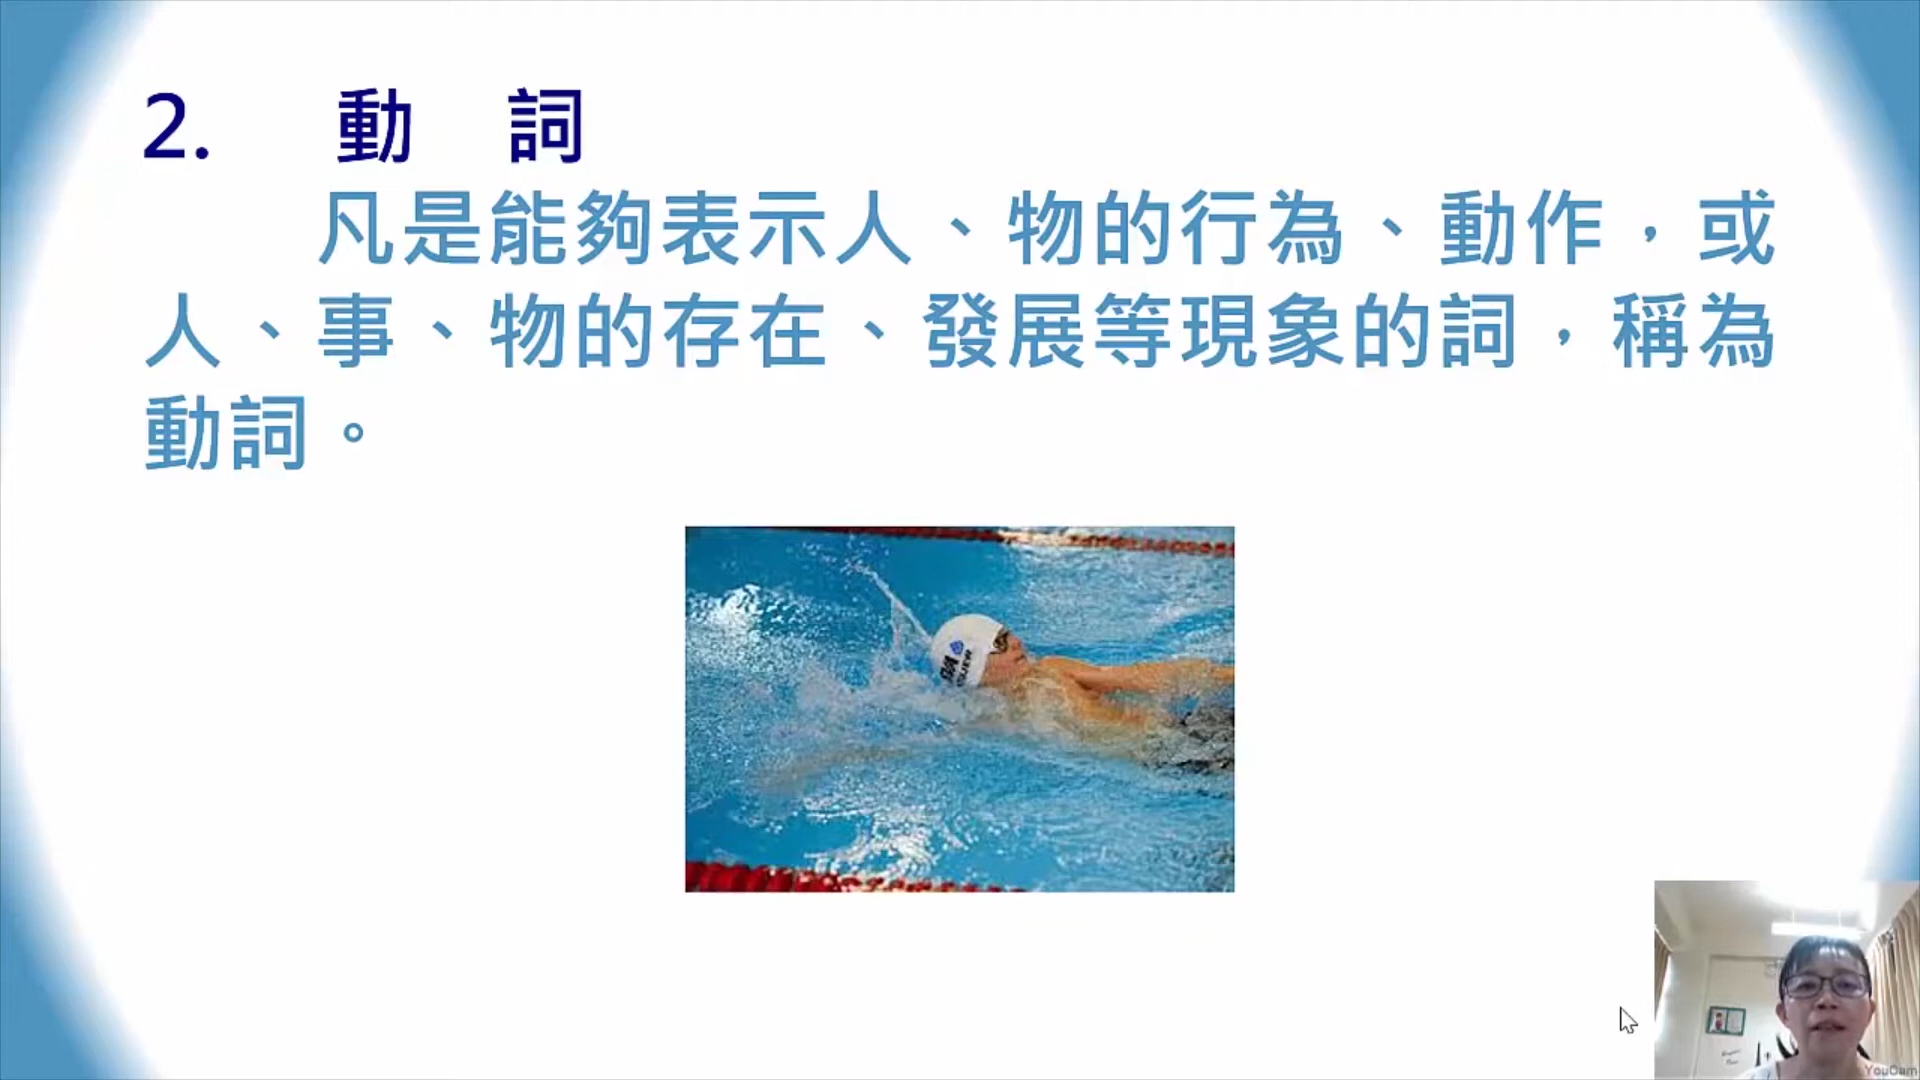 2. 動 詞
凡是能夠表示人、物的行為、動作，或
人、事、物的存在、發展等現象的詞，稱為
動詞。
YouCam